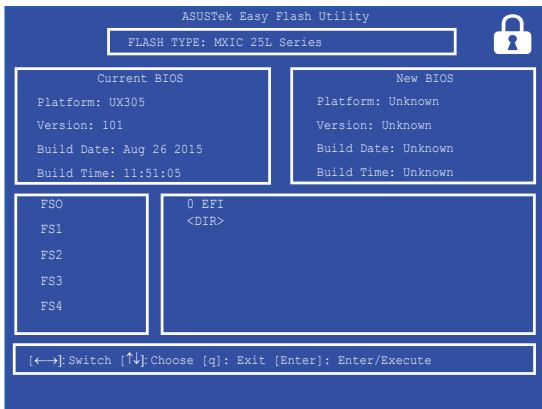 ASUSTek Easy Flash Utility
FLASH TYPE: MXIC 25L Series
Current BIOS
Platform: UX305
Version: 101
Build Date: Aug 26 2015
Build Time: 11:51:05
New BIOS
Platform: Unknown
Version: Unknown
Build Date: Unknown
Build Time: Unknown
FSO
FS1
FS2
FS3
FS4
0 EFI
<DIR>
[←→]: Switch [↑↓]: Choose [q]: Exit [Enter]: Enter/Execute